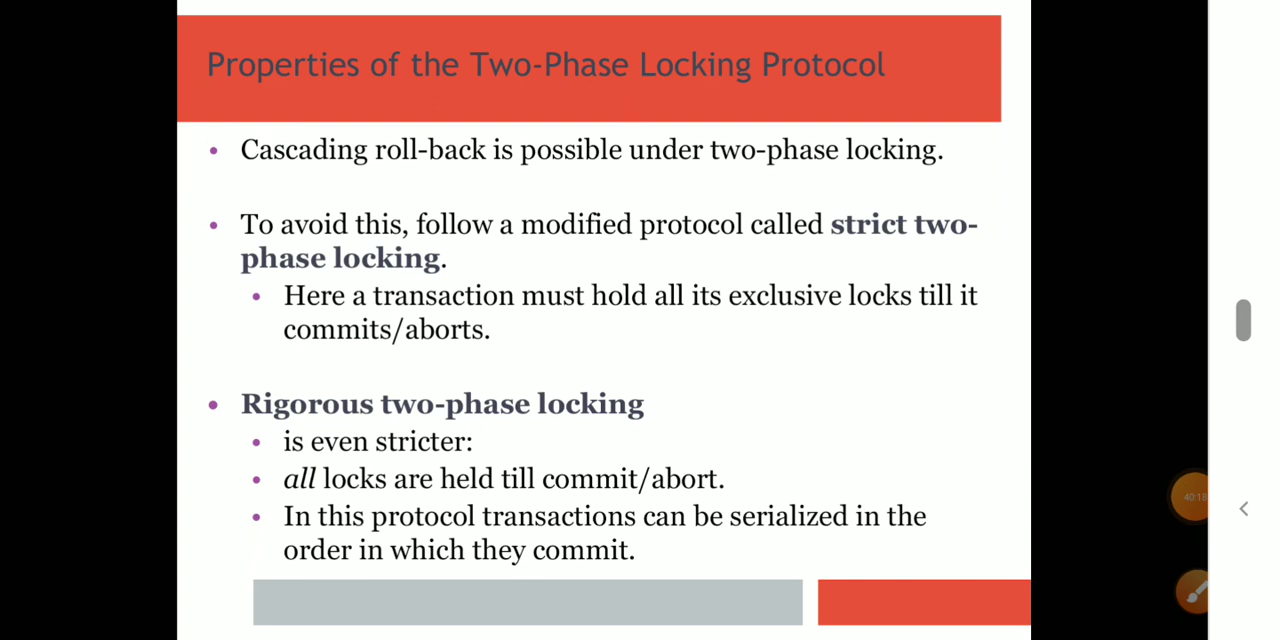 Properties of the Two-Phase Locking Protocol
• Cascading roll-back is possible under two-phase locking.
• To avoid this, follow a modified protocol called strict two-
phase locking.
• Here a transaction must hold all its exclusive locks till it
commits/aborts.
• Rigorous two-phase locking
• is even stricter:
• all locks are held till commit/abort.
• In this protocol transactions can be serialized in the
order in which they commit.
40:18